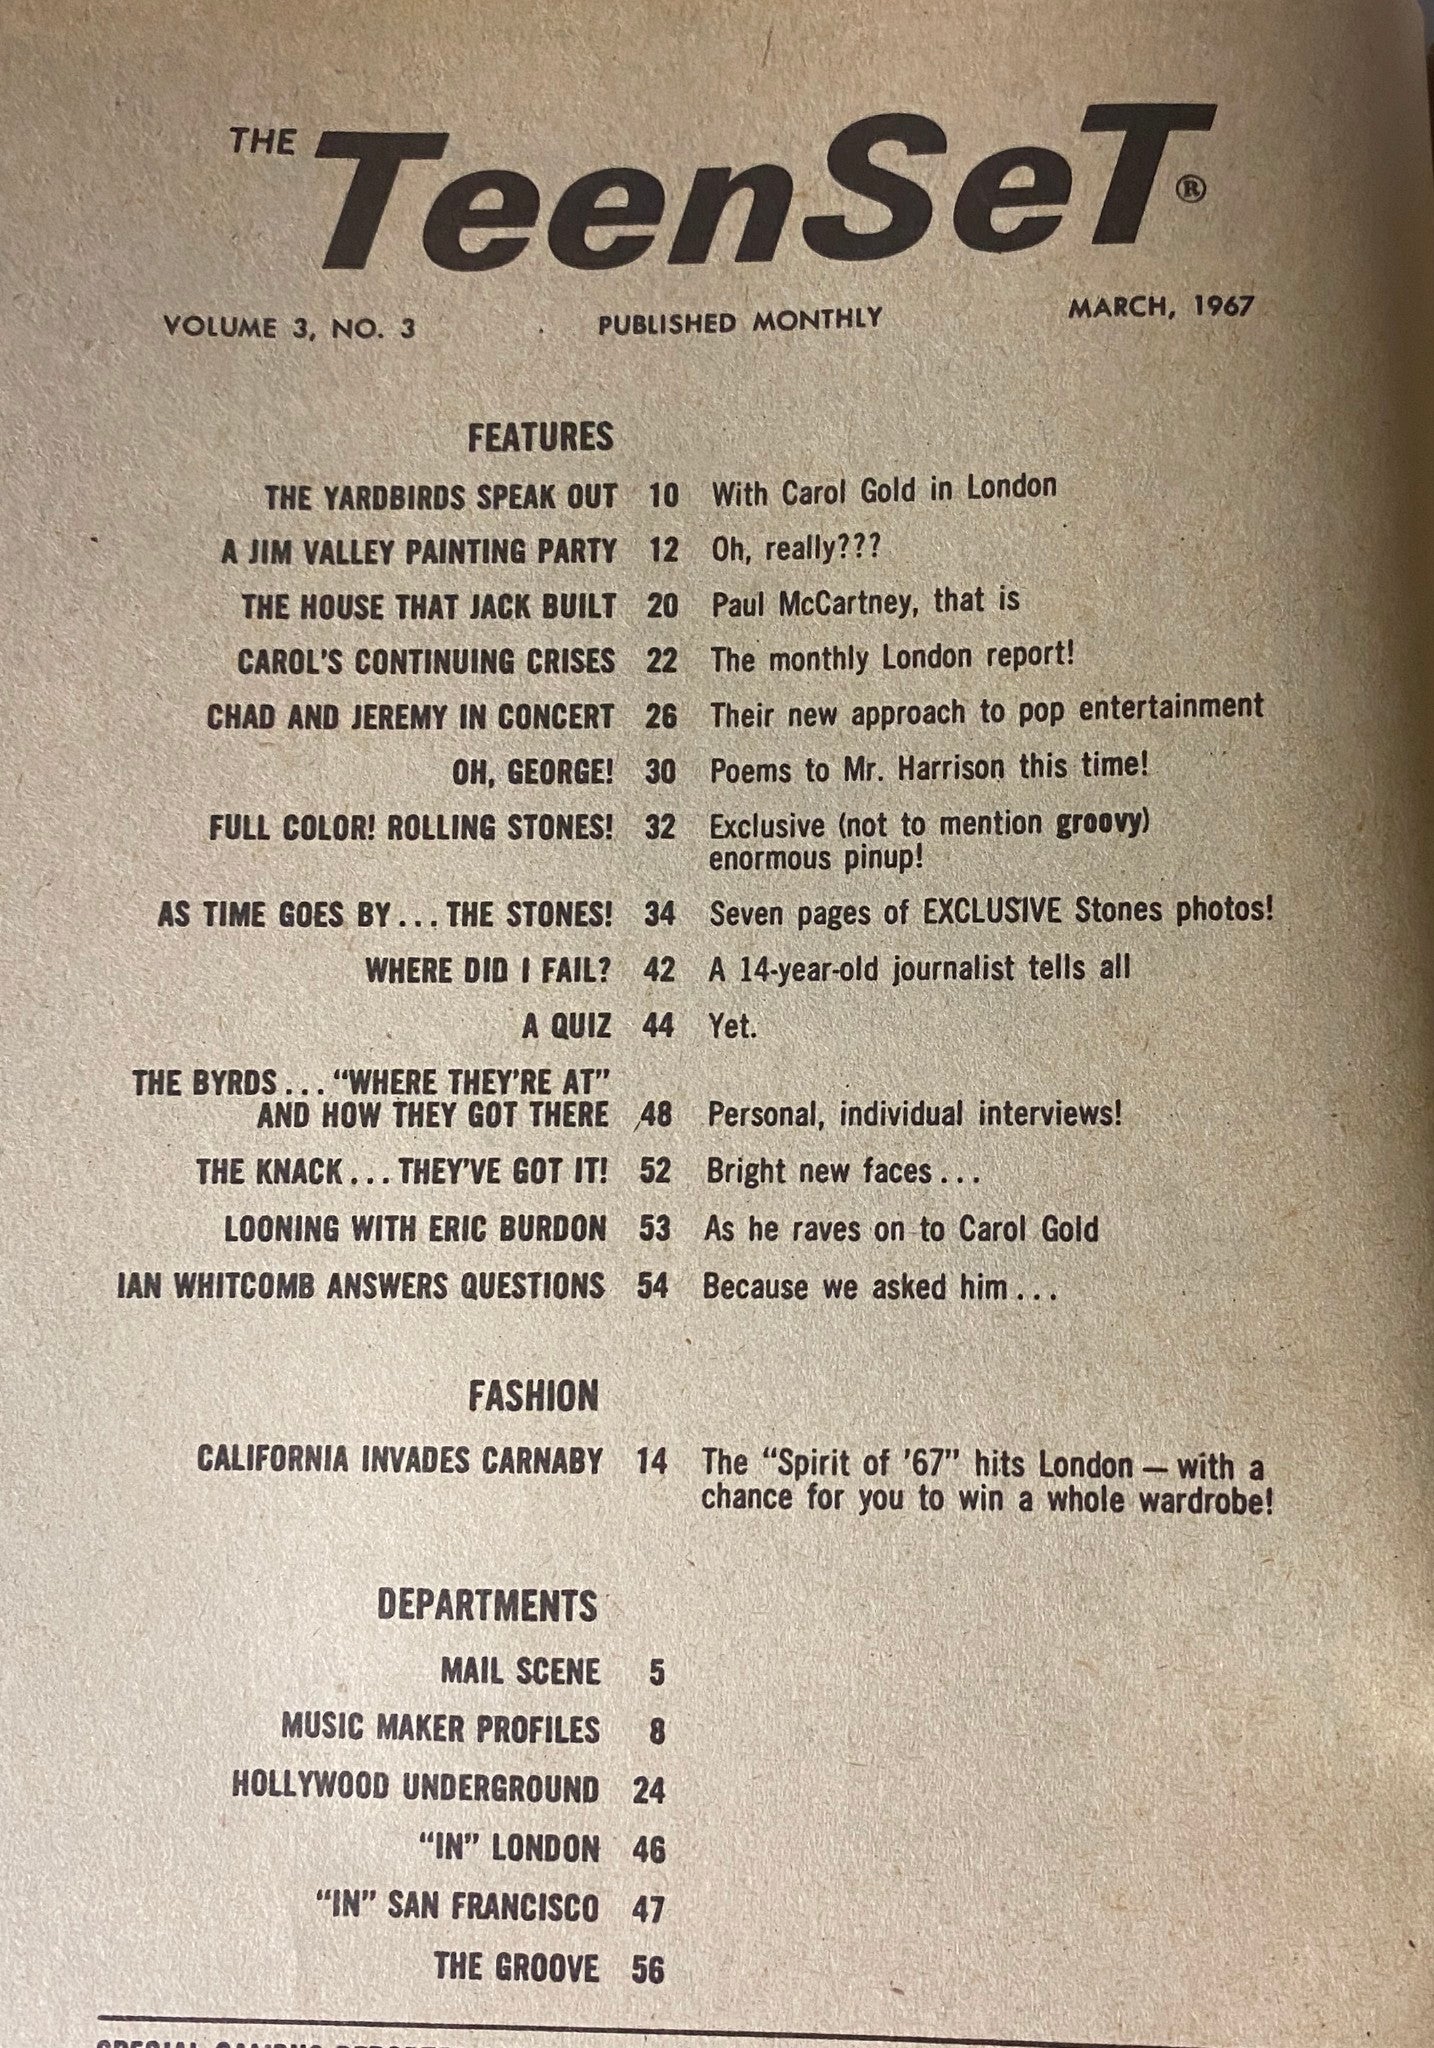 THE TeenSeT®
VOLUME 3, NO. 3 PUBLISHED MONTHLY MARCH, 1967
FEATURES
THE YARDBIRDS SPEAK OUT 10 With Carol Gold in London
A JIM VALLEY PAINTING PARTY 12 Oh, really???
THE HOUSE THAT JACK BUILT 20 Paul McCartney, that is
CAROL'S CONTINUING CRISES 22 The monthly London report!
CHAD AND JEREMY IN CONCERT 26 Their new approach to pop entertainment
OH, GEORGE! 30 Poems to Mr. Harrison this time!
FULL COLOR! ROLLING STONES! 32 Exclusive (not to mention groovy)
enormous pinup!
AS TIME GOES BY... THE STONES! 34 Seven pages of EXCLUSIVE Stones photos!
WHERE DID I FAIL? 42 A 14-year-old journalist tells all
A QUIZ 44 Yet.
THE BYRDS... "WHERE THEY'RE AT"
AND HOW THEY GOT THERE 48 Personal, individual interviews!
THE KNACK... THEY'VE GOT IT! 52 Bright new faces...
LOONING WITH ERIC BURDON 53 As he raves on to Carol Gold
IAN WHITCOMB ANSWERS QUESTIONS 54 Because we asked him...
FASHION
CALIFORNIA INVADES CARNABY 14 The "Spirit of '67" hits London — with a
chance for you to win a whole wardrobe!
DEPARTMENTS
MAIL SCENE 5
MUSIC MAKER PROFILES 8
HOLLYWOOD UNDERGROUND 24
"IN" LONDON 46
"IN" SAN FRANCISCO 47
THE GROOVE 56